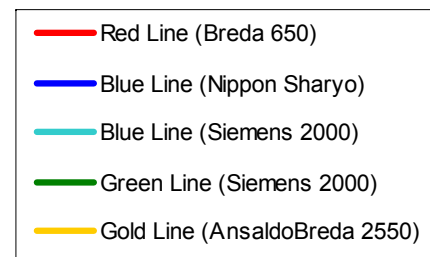 Red Line (Breda 650)
Blue Line (Nippon Sharyo)
Blue Line (Siemens 2000)
Green Line (Siemens 2000)
Gold Line (AnsaldoBreda 2550)